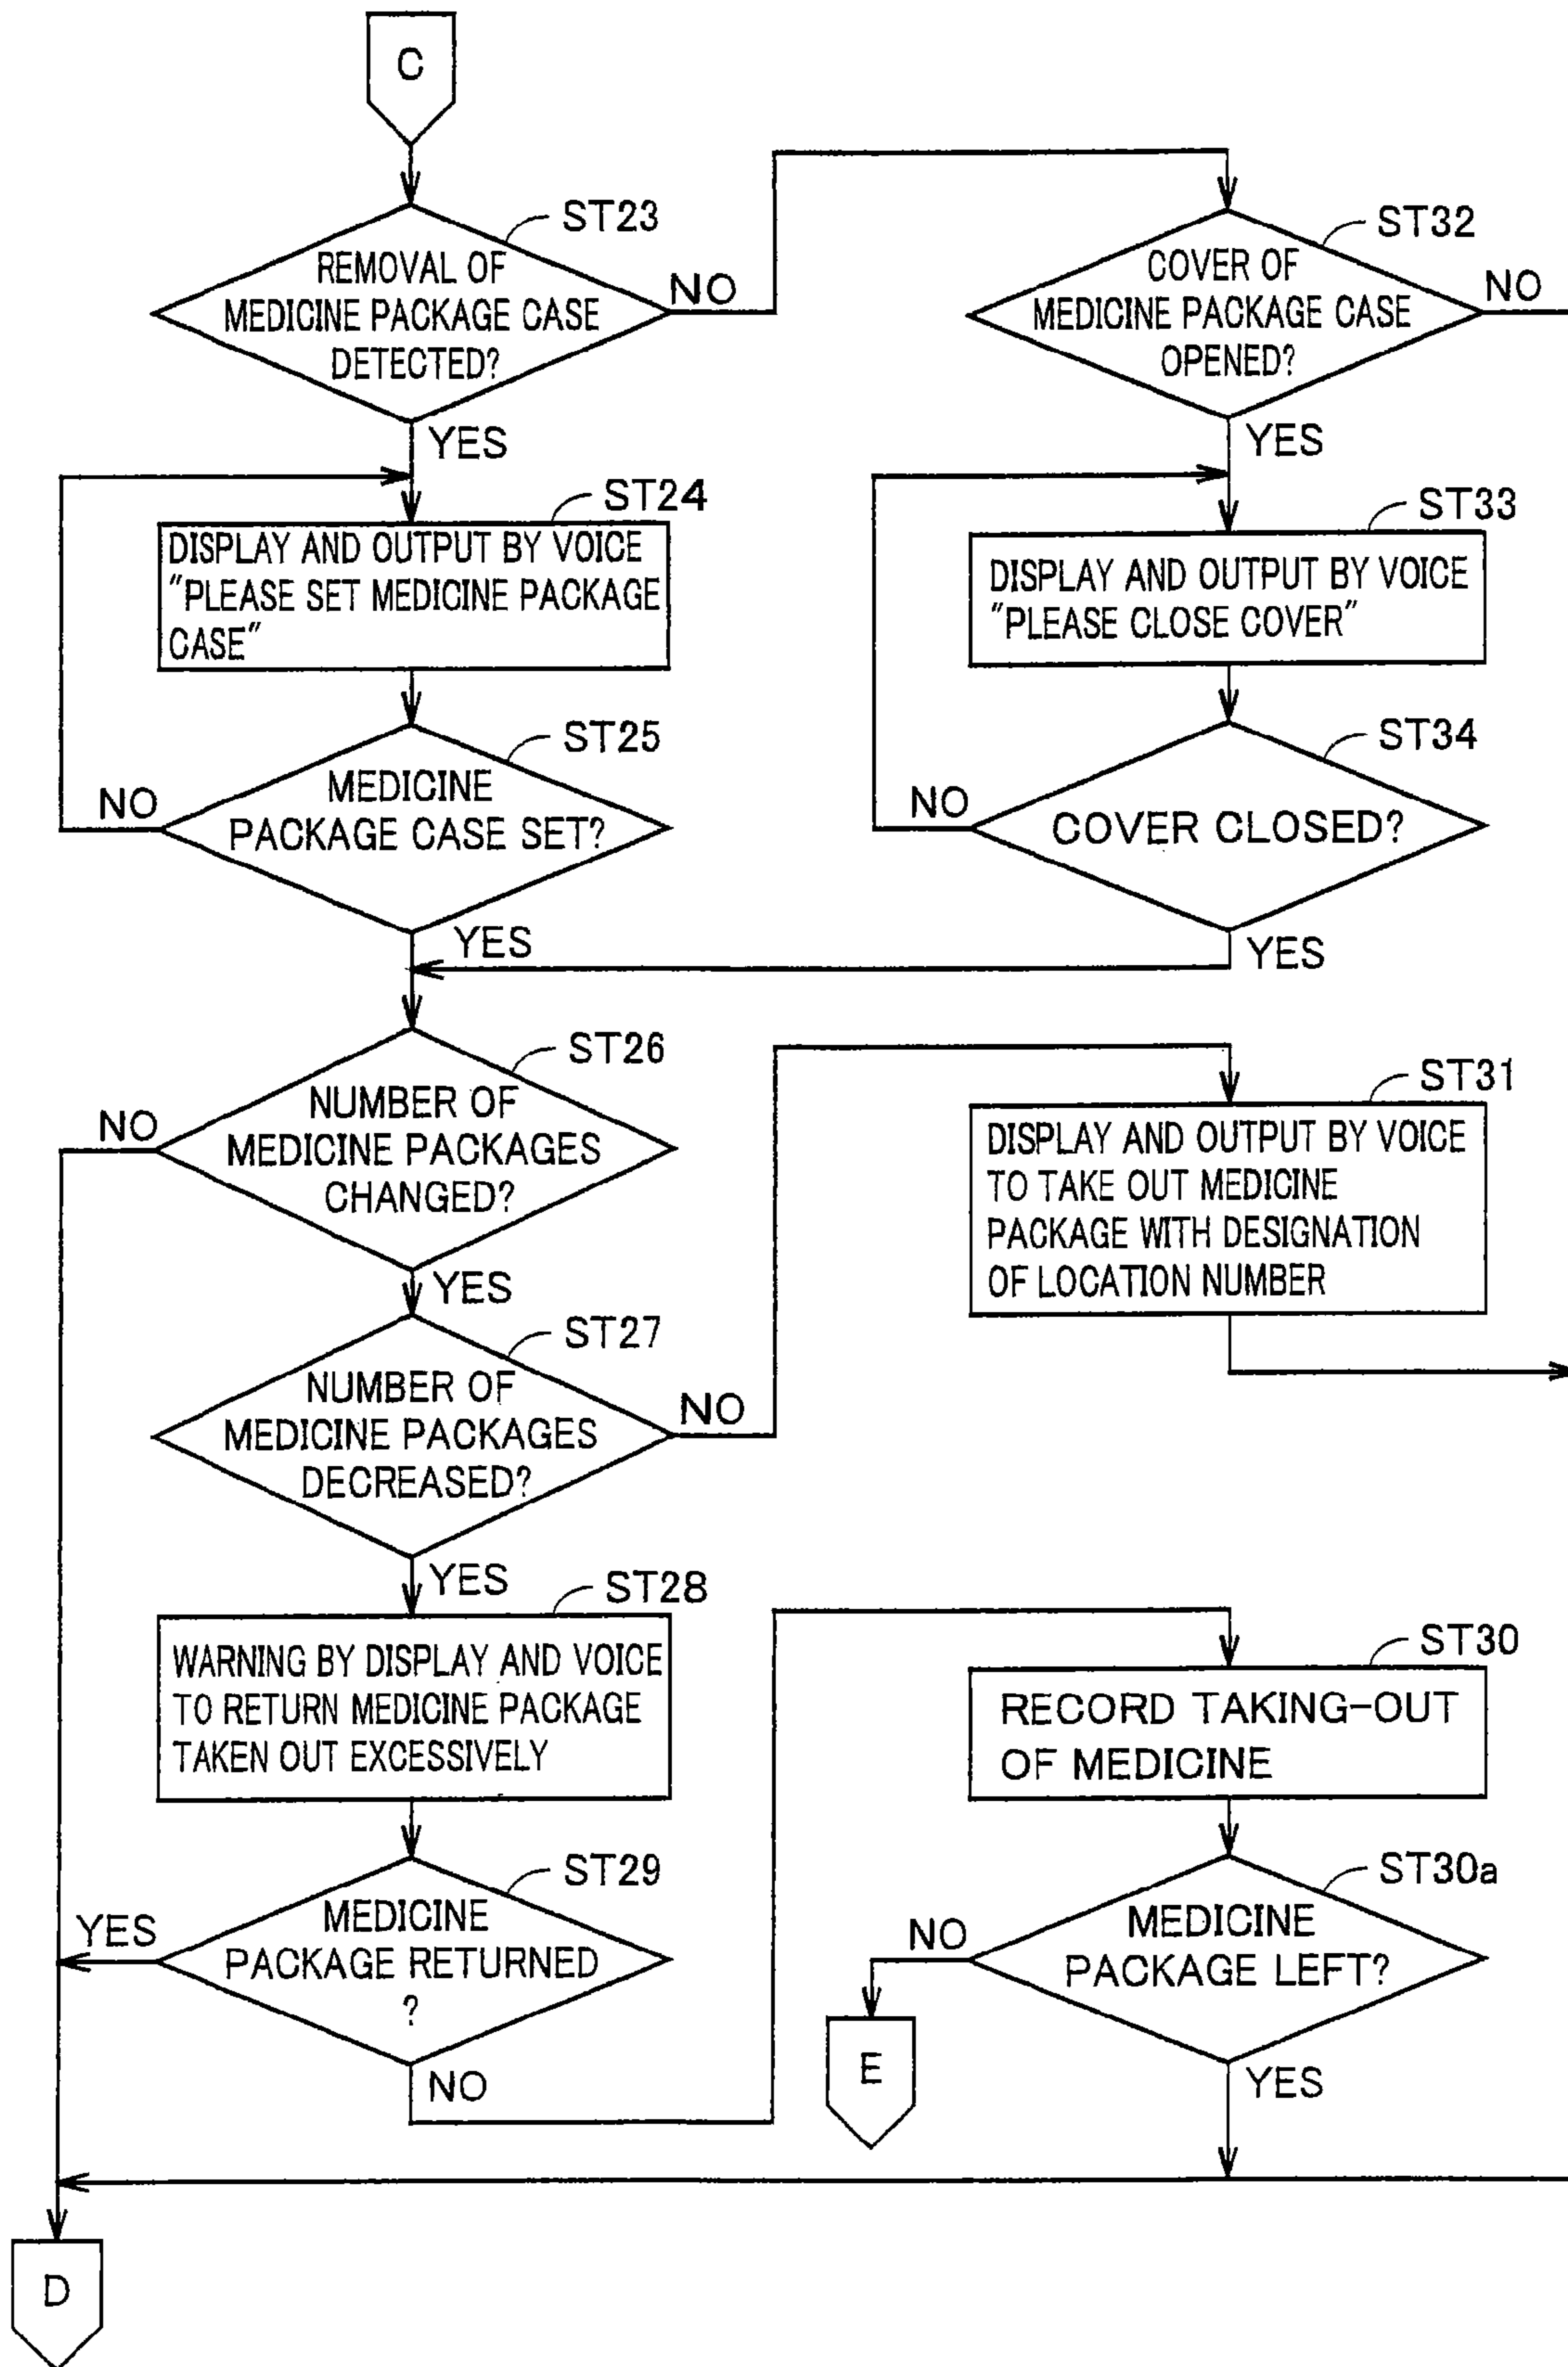 C
ST23
REMOVAL OF
MEDICINE PACKAGE CASE
DETECTED?
NO
YES
ST32
COVER OF
MEDICINE PACKAGE CASE
OPENED?
NO
YES
ST24
DISPLAY AND OUTPUT BY VOICE
"PLEASE SET MEDICINE PACKAGE
CASE"
ST33
DISPLAY AND OUTPUT BY VOICE
"PLEASE CLOSE COVER"
ST25
MEDICINE
PACKAGE CASE SET?
NO
YES
ST34
COVER CLOSED?
NO
YES
ST26
NUMBER OF
MEDICINE PACKAGES
CHANGED?
NO
YES
ST31
DISPLAY AND OUTPUT BY VOICE
TO TAKE OUT MEDICINE
PACKAGE WITH DESIGNATION
OF LOCATION NUMBER
ST27
NUMBER OF
MEDICINE PACKAGES
DECREASED?
NO
YES
ST28
WARNING BY DISPLAY AND VOICE
TO RETURN MEDICINE PACKAGE
TAKEN OUT EXCESSIVELY
ST30
RECORD TAKING-OUT
OF MEDICINE
ST29
MEDICINE
PACKAGE RETURNED
?
YES
NO
ST30a
MEDICINE
PACKAGE LEFT?
NO
YES
E
D